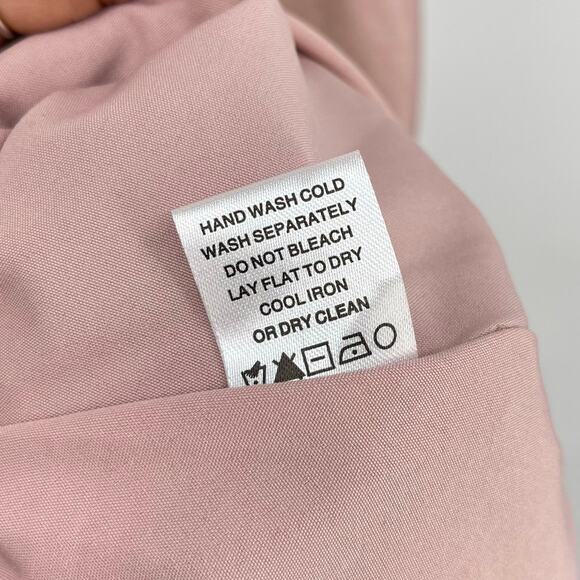 HAND WASH COLD
WASH SEPARATELY
DO NOT BLEACH
LAY FLAT TO DRY
COOL IRON
OR DRY CLEAN